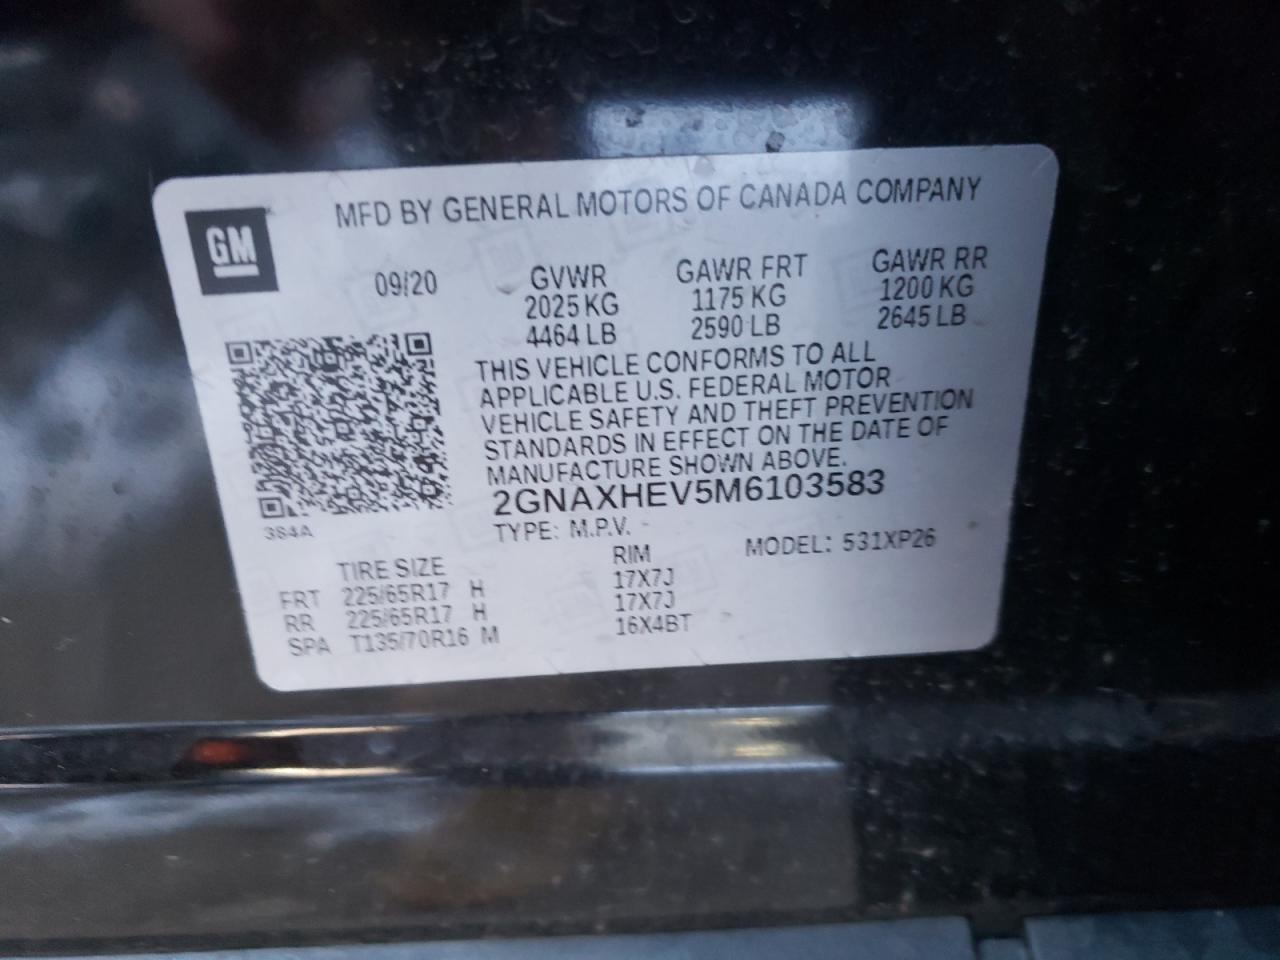 MFD BY GENERAL MOTORS OF CANADA COMPANY
GM
09/20
GVWR GAWR FRT GAWR RR
2025 KG 1175 KG 1200 KG
4464 LB 2590 LB 2645 LB
THIS VEHICLE CONFORMS TO ALL
APPLICABLE U.S. FEDERAL MOTOR
VEHICLE SAFETY AND THEFT PREVENTION
STANDARDS IN EFFECT ON THE DATE OF
MANUFACTURE SHOWN ABOVE.
2GNAXHEV5M6103583
384A
TYPE: M.P.V. MODEL: 531XP26
TIRE SIZE RIM
FRT 225/65R17 H 17X7J
RR 225/65R17 H 17X7J
SPA T135/70R16 M 16X4BT